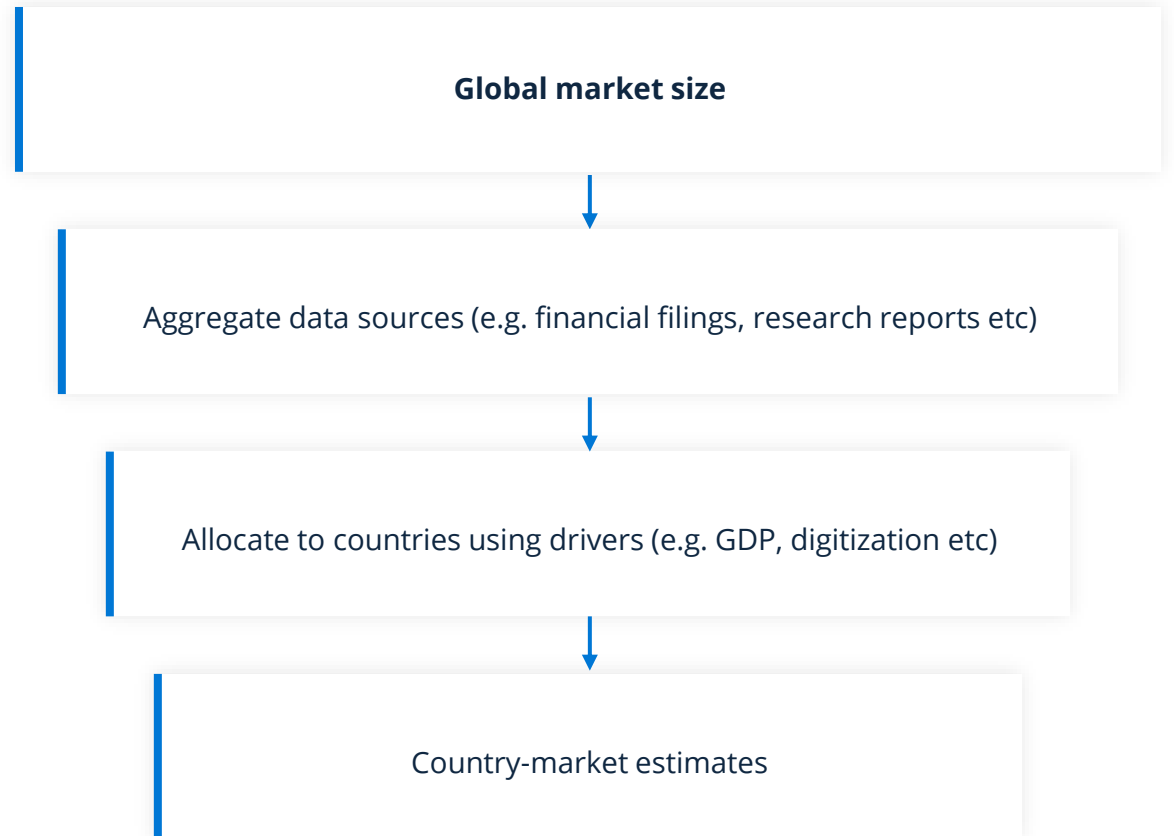 Global market size
Aggregate data sources (e.g. financial filings, research reports etc)
Allocate to countries using drivers (e.g. GDP, digitization etc)
Country-market estimates